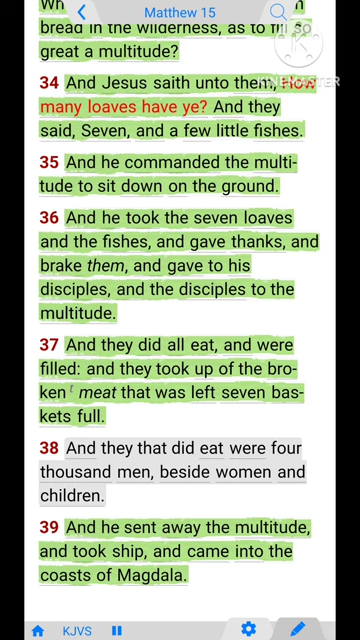 Matthew 15
bread in the wilderness, as to fill so
great a multitude?
34 And Jesus saith unto them, How
many loaves have ye? And they
said, Seven, and a few little fishes.
35 And he commanded the multi-
tude to sit down on the ground.
36 And he took the seven loaves
and the fishes, and gave thanks, and
brake them, and gave to his
disciples, and the disciples to the
multitude.
37 And they did all eat, and were
filled: and they took up of the bro-
ken t meat that was left seven bas-
kets full.
38 And they that did eat were four
thousand men, beside women and
children.
39 And he sent away the multitude,
and took ship, and came into the
coasts of Magdala.
KINEMASTER
KJVS